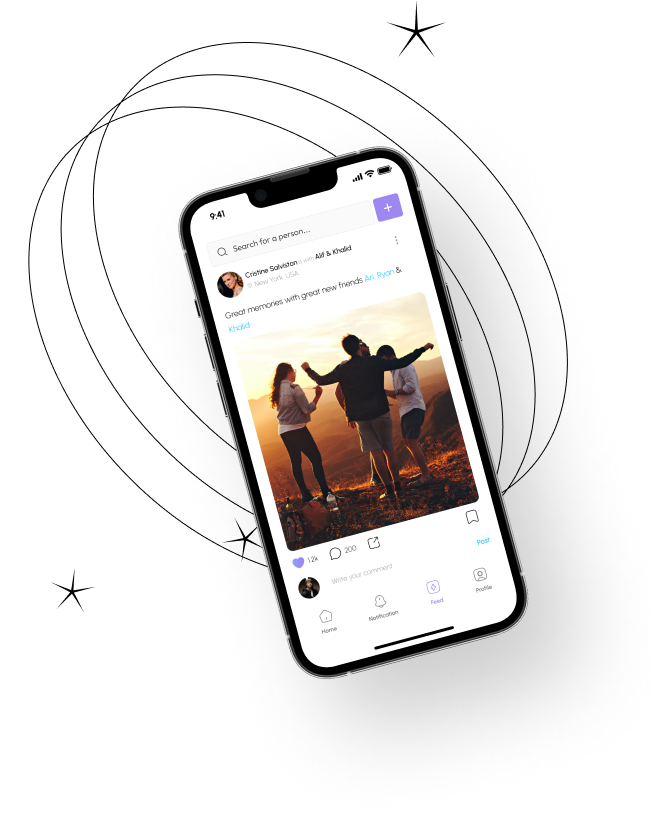 9:41
Search for a person...
Cristine Salvistan is with Alif & Khalid
New York, USA
Great memories with great new friends Ari, Ryan &
Khalid
12k 200
Write your comment Post
Home Notification Feed Profile